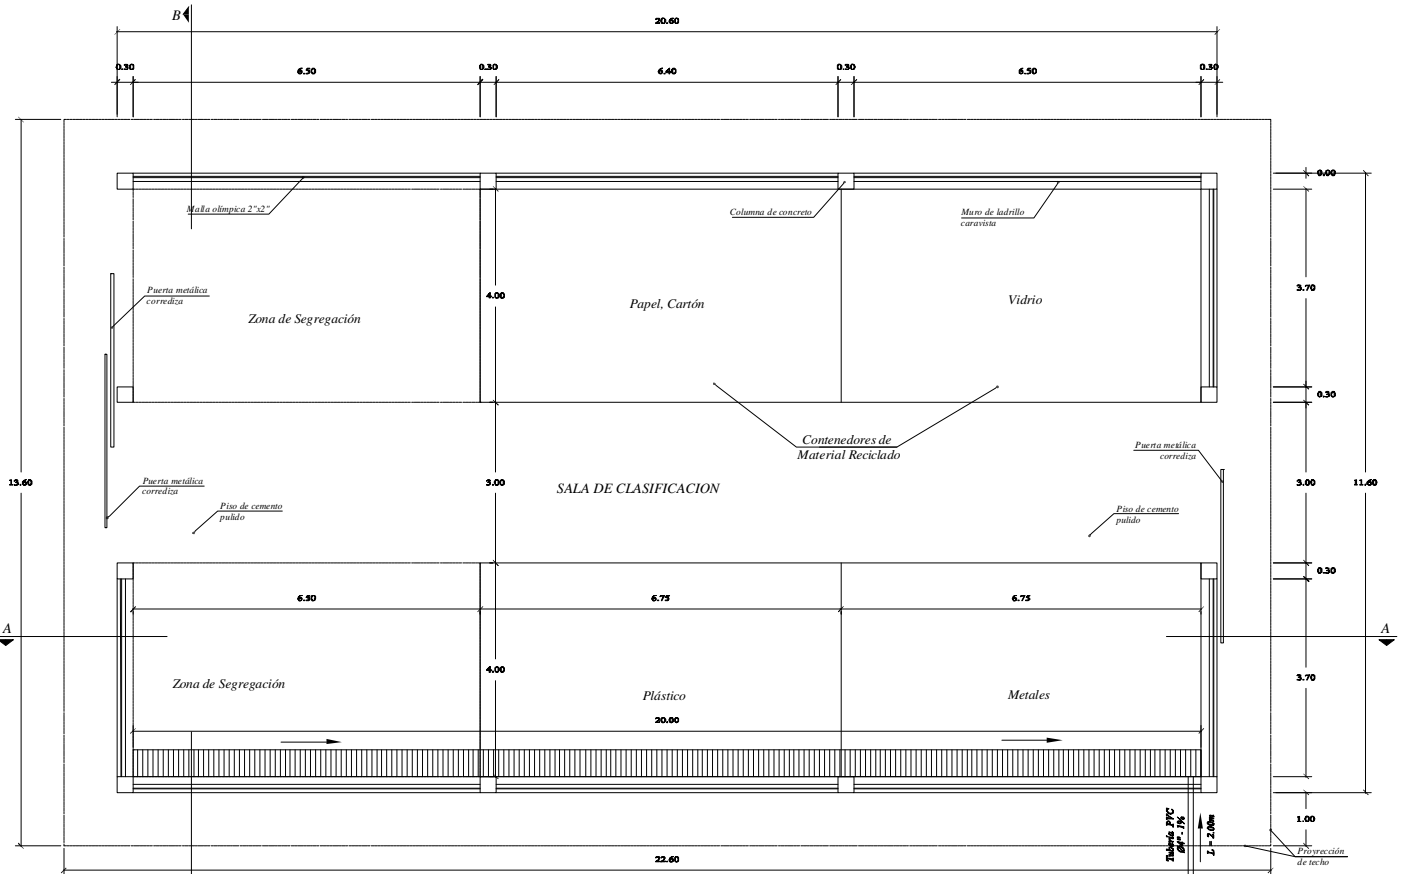 B
20.60
0.30
6.50
0.30
6.40
0.30
6.50
0.30
0.00
Malla olímpica 2"x2"
Columna de concreto
Muro de ladrillo
caravista
Puerta metálica
corrediza
4.00
Papel, Cartón
Vidrio
3.70
Zona de Segregación
0.30
Contenedores de
Material Reciclado
Puerta metálica
corrediza
13.60
Puerta metálica
corrediza
3.00
SALA DE CLASIFICACION
3.00
11.60
Piso de cemento
pulido
Piso de cemento
pulido
0.30
6.50
6.75
6.75
A
A
4.00
3.70
Zona de Segregación
Plástico
Metales
20.00
Tubería PVC
Ø4" - 1%
L = 2.00m
1.00
22.60
Proyrección
de techo